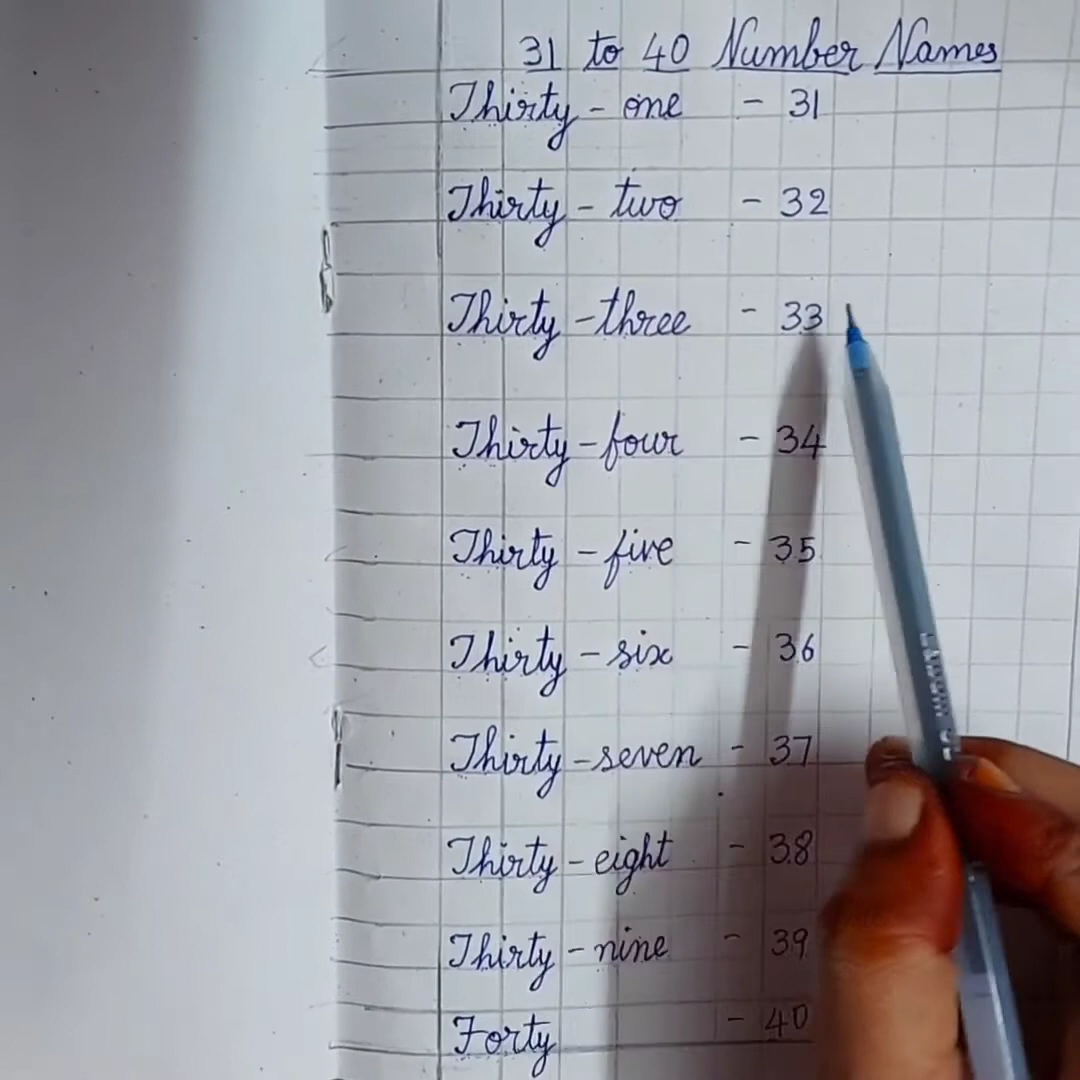 31 to 40 Number Names
Thirty-one - 31
Thirty-two - 32
Thirty-three - 33
Thirty-four - 34
Thirty-five - 35
Thirty-six - 36
Thirty-seven - 37
Thirty-eight - 38
Thirty-nine - 39
Forty - 40